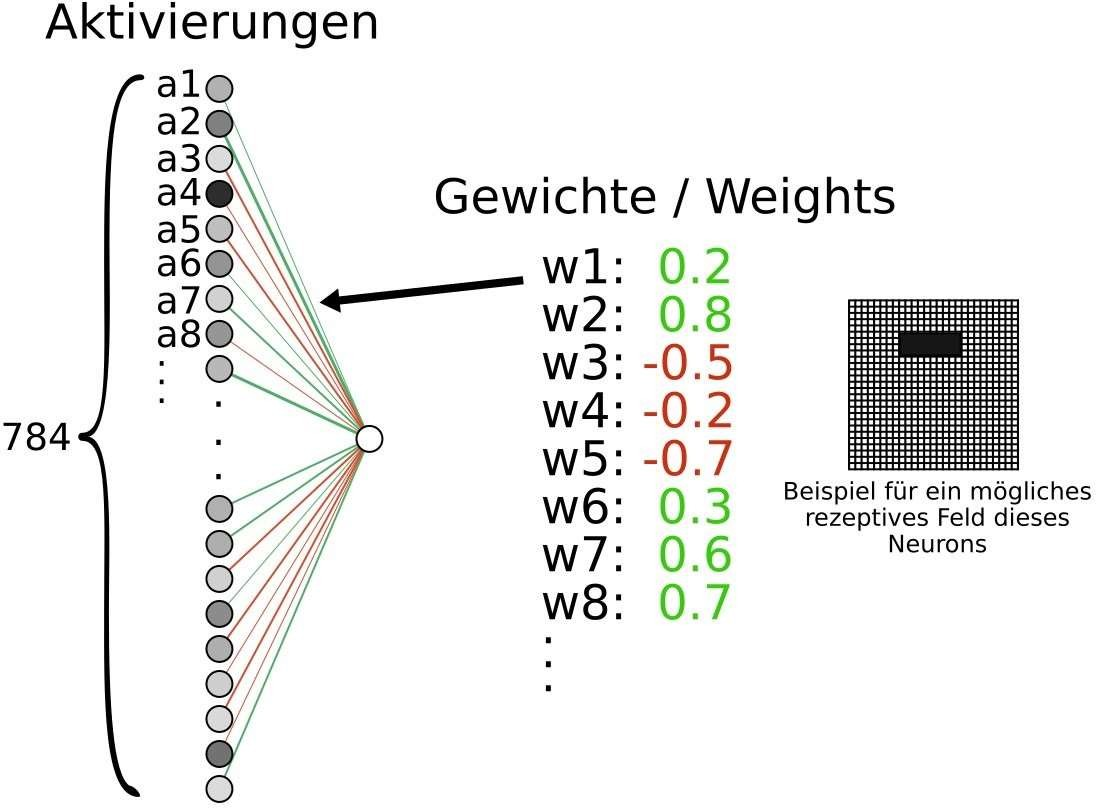 Aktivierungen
a1
a2
a3
a4
a5
a6
a7
a8
:
.
.
.
784
Gewichte / Weights
w1: 0.2
w2: 0.8
w3: -0.5
w4: -0.2
w5: -0.7
w6: 0.3
w7: 0.6
w8: 0.7
:
.
Beispiel für ein mögliches
rezeptives Feld dieses
Neurons